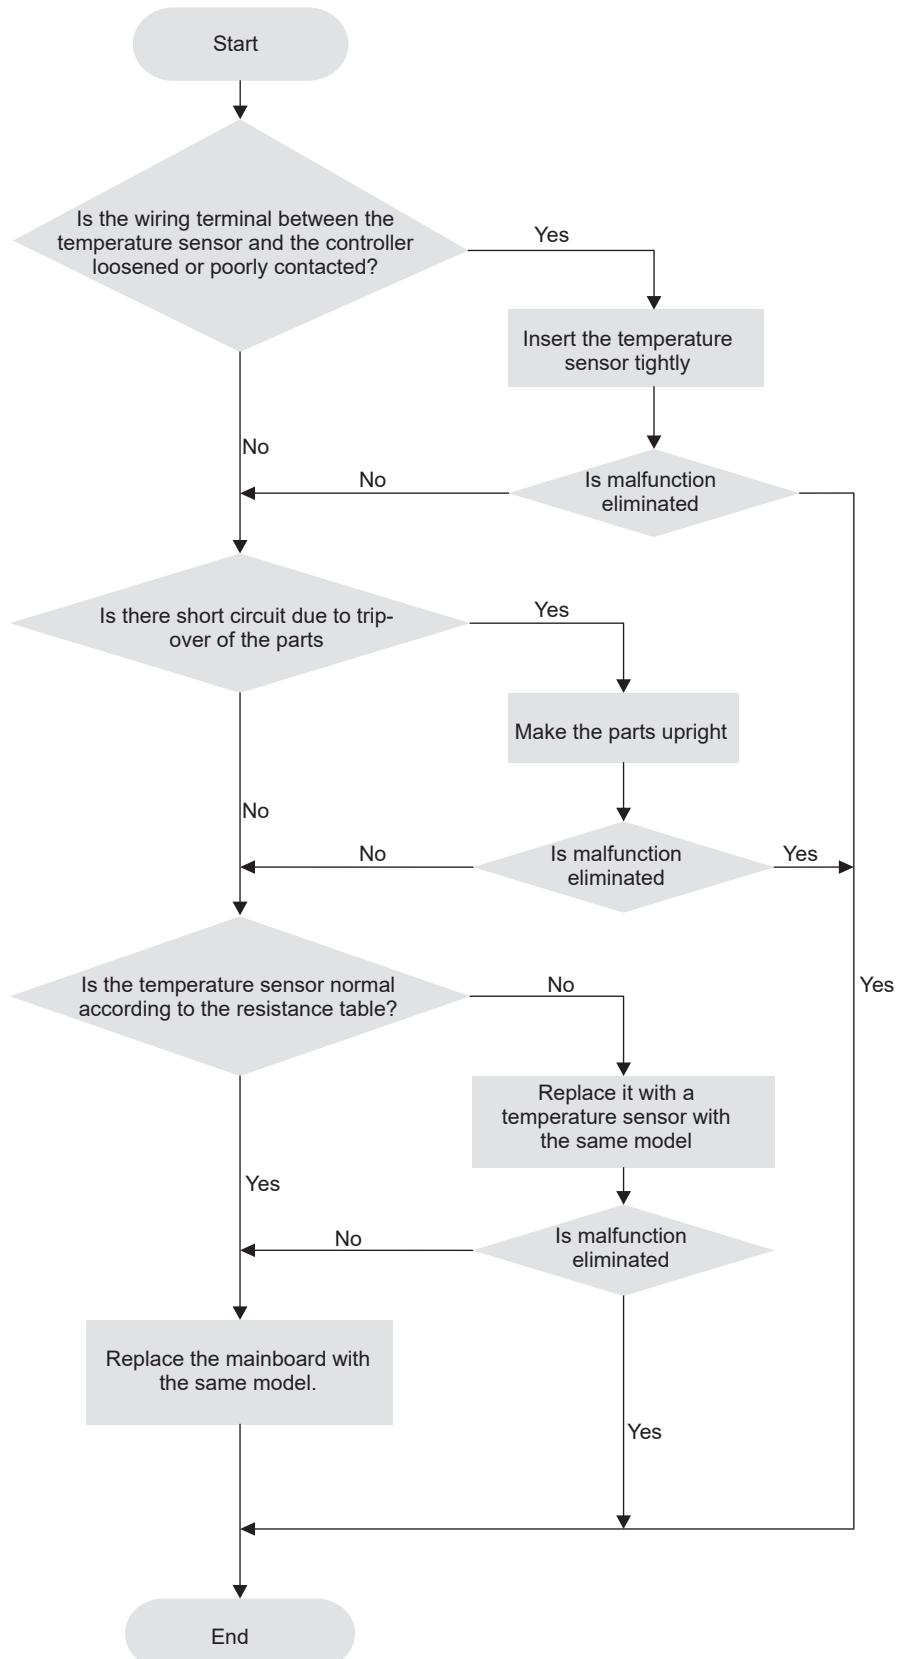 Start
Is the wiring terminal between the
temperature sensor and the controller
loosened or poorly contacted?
Yes
Insert the temperature
sensor tightly
No
No
Is malfunction
eliminated
Is there short circuit due to trip-
over of the parts
Yes
Make the parts upright
No
No
Is malfunction
eliminated
Yes
Is the temperature sensor normal
according to the resistance table?
No
Yes
Replace it with a
temperature sensor with
the same model
Yes
No
Is malfunction
eliminated
Replace the mainboard with
the same model.
Yes
End